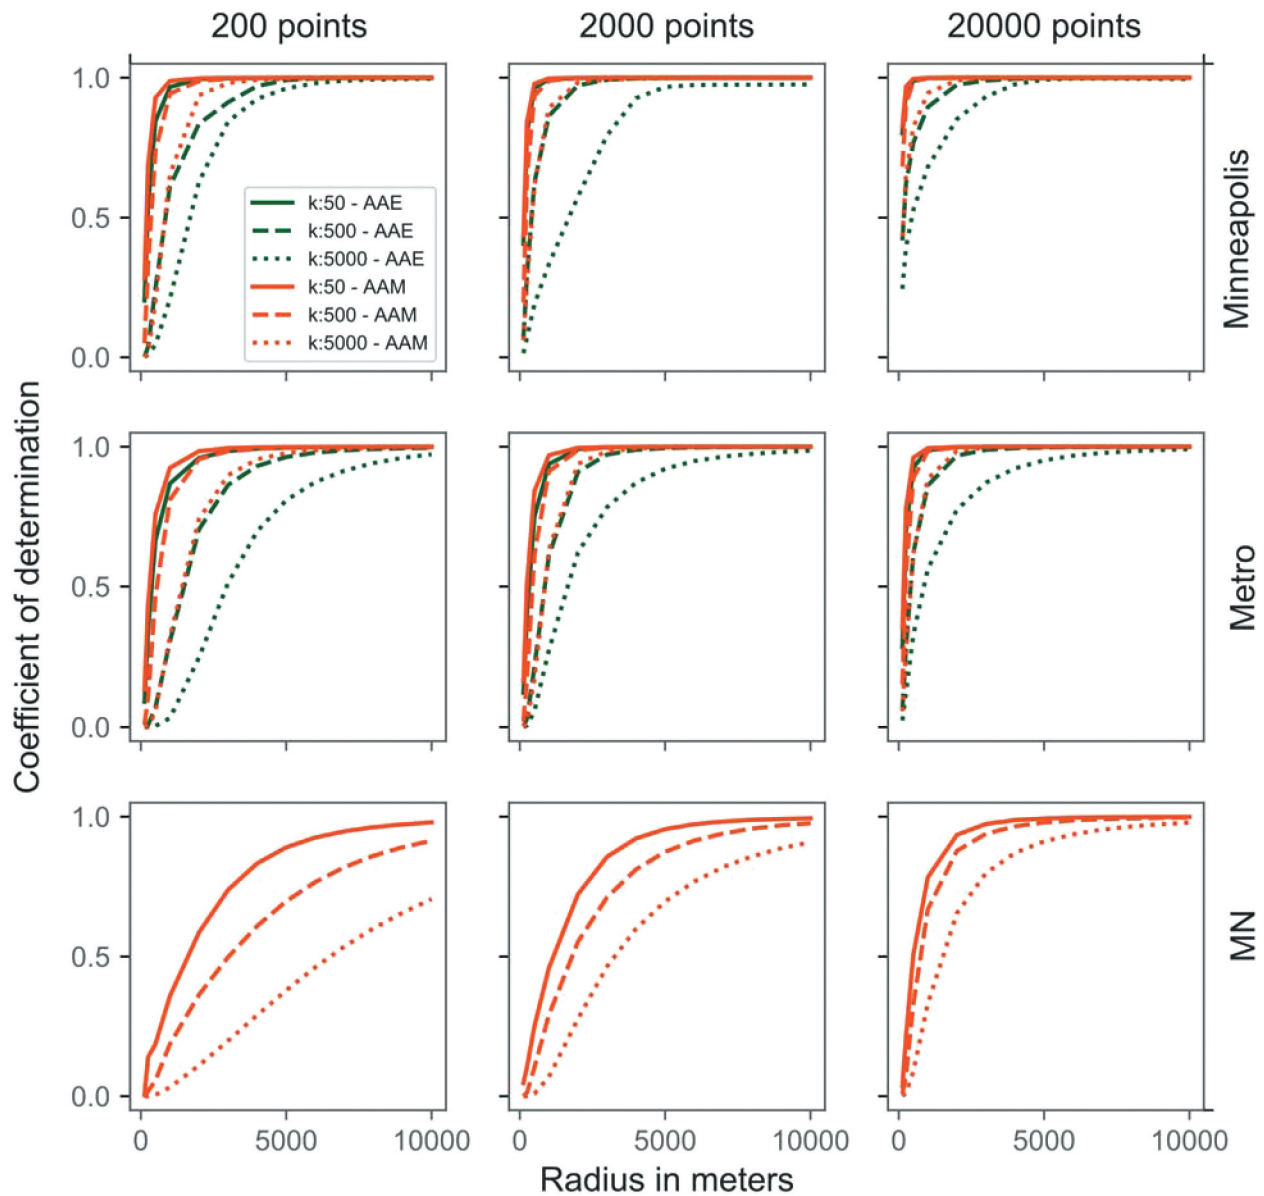 200 points
2000 points
20000 points
1.0
0.5
0.0
k:50 - AAE
k:500 - AAE
k:5000 - AAE
k:50 - AAM
k:500 - AAM
k:5000 - AAM
Minneapolis
Coefficient of determination
1.0
0.5
0.0
Metro
1.0
0.5
0.0
MN
0
5000
10000
0
5000
10000
0
5000
10000
Radius in meters